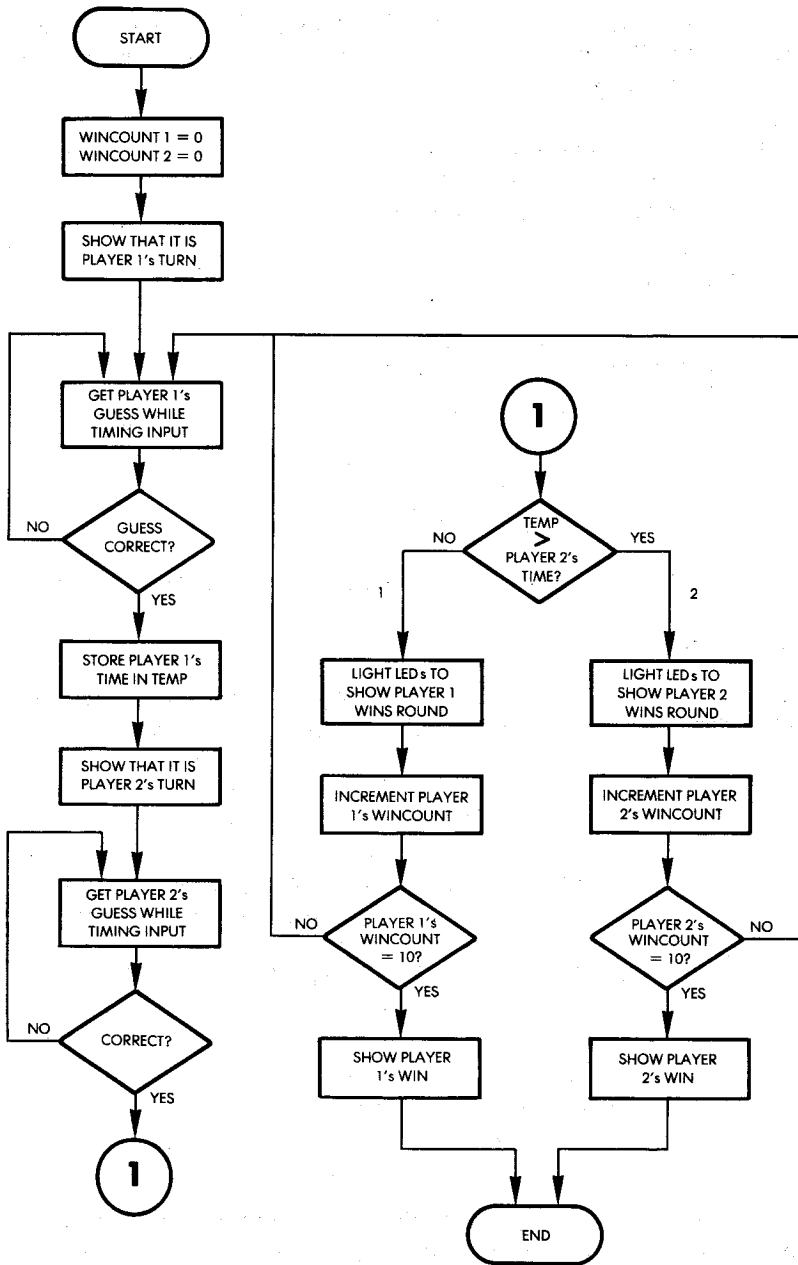 START
WINCOUNT 1 = 0
WINCOUNT 2 = 0
SHOW THAT IT IS
PLAYER 1's TURN
GET PLAYER 1's
GUESS WHILE
TIMING INPUT
NO
GUESS
CORRECT?
YES
STORE PLAYER 1's
TIME IN TEMP
SHOW THAT IT IS
PLAYER 2's TURN
GET PLAYER 2's
GUESS WHILE
TIMING INPUT
NO
CORRECT?
YES
1
1
TEMP
>
PLAYER 2's
TIME?
NO
YES
1
2
LIGHT LEDs TO
SHOW PLAYER 1
WINS ROUND
INCREMENT PLAYER
1's WINCOUNT
NO
PLAYER 1's
WINCOUNT
= 10?
YES
SHOW PLAYER
1's WIN
LIGHT LEDs TO
SHOW PLAYER 2
WINS ROUND
INCREMENT PLAYER
2's WINCOUNT
PLAYER 2's
WINCOUNT
= 10?
NO
YES
SHOW PLAYER
2's WIN
END